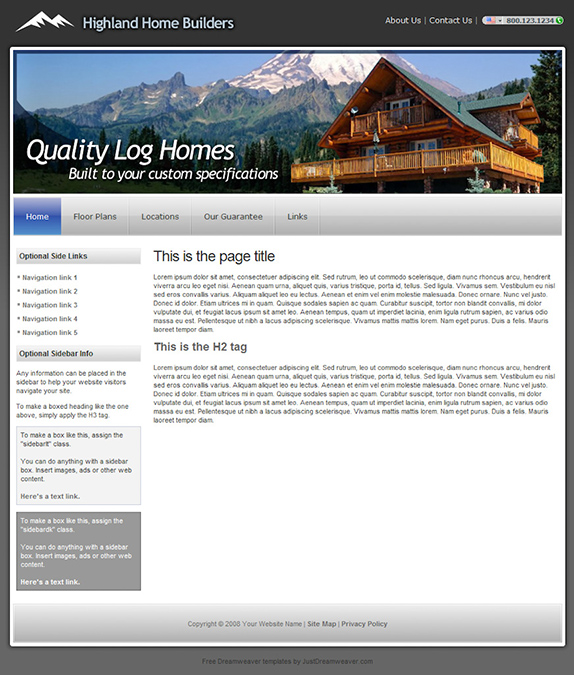 Highland Home Builders
About Us | Contact Us |
800.123.1234
Quality Log Homes
Built to your custom specifications
Home
Floor Plans
Locations
Our Guarantee
Links
Optional Side Links
Navigation link 1
Navigation link 2
Navigation link 3
Navigation link 4
Navigation link 5
Optional Sidebar Info
Any information can be placed in the
sidebar to help your website visitors
navigate your site.
To make a boxed heading like the one
above, simply apply the H3 tag.
To make a box like this, assign the
"sidebarlt" class.
You can do anything with a sidebar
box. Insert images, ads or other web
content.
Here's a text link.
To make a box like this, assign the
"sidebardk" class.
You can do anything with a sidebar
box. Insert images, ads or other web
content.
Here's a text link.
This is the page title
Lorem ipsum dolor sit amet, consectetuer adipiscing elit. Sed rutrum, leo ut commodo scelerisque, diam nunc rhoncus arcu, hendrerit
viverra arcu leo eget nisi. Aenean quam urna, aliquet quis, varius tristique, porta id, tellus. Sed ligula. Vivamus sem. Vestibulum eu nisl
sed eros convallis varius. Aliquam aliquet leo eu lectus. Aenean et enim vel enim molestie malesuada. Donec ornare. Nunc vel justo.
Donec id dolor. Etiam ultrices mi in quam. Quisque sodales sapien ac quam. Curabitur suscipit, tortor non blandit convallis, mi diam
vulputate dui, et feugiat lacus ipsum sit amet leo. Aenean tempus, quam ut imperdiet lacinia, enim ligula rutrum sapien, ac varius odio
massa eu est. Pellentesque ut nibh a lacus adipiscing scelerisque. Vivamus mattis mattis lorem. Nam eget purus. Duis a felis. Mauris
laoreet tempor diam.
This is the H2 tag
Lorem ipsum dolor sit amet, consectetuer adipiscing elit. Sed rutrum, leo ut commodo scelerisque, diam nunc rhoncus arcu, hendrerit
viverra arcu leo eget nisi. Aenean quam urna, aliquet quis, varius tristique, porta id, tellus. Sed ligula. Vivamus sem. Vestibulum eu nisl
sed eros convallis varius. Aliquam aliquet leo eu lectus. Aenean et enim vel enim molestie malesuada. Donec ornare. Nunc vel justo.
Donec id dolor. Etiam ultrices mi in quam. Quisque sodales sapien ac quam. Curabitur suscipit, tortor non blandit convallis, mi diam
vulputate dui, et feugiat lacus ipsum sit amet leo. Aenean tempus, quam ut imperdiet lacinia, enim ligula rutrum sapien, ac varius odio
massa eu est. Pellentesque ut nibh a lacus adipiscing scelerisque. Vivamus mattis mattis lorem. Nam eget purus. Duis a felis. Mauris
laoreet tempor diam.
Copyright © 2008 Your Website Name | Site Map | Privacy Policy
Free Dreamweaver templates by JustDreamweaver.com